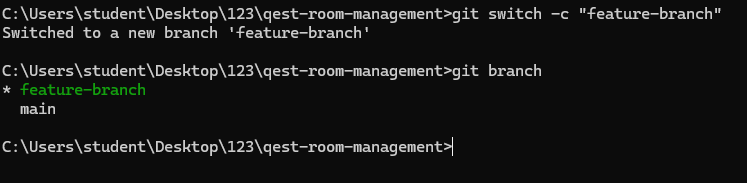 C:\Users\student\Desktop\123\qest-room-management>git switch -c "feature-branch"
Switched to a new branch 'feature-branch'
C:\Users\student\Desktop\123\qest-room-management>git branch
* feature-branch
  main
C:\Users\student\Desktop\123\qest-room-management>